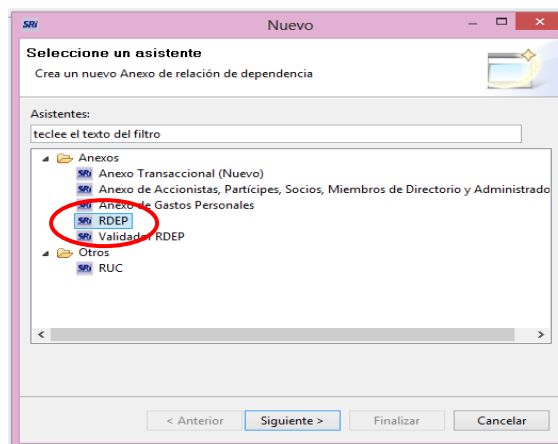 SRi Nuevo
Seleccione un asistente
Crea un nuevo Anexo de relación de dependencia
Asistentes:
teclee el texto del filtro
Anexos
SRi Anexo Transaccional (Nuevo)
SRi Anexo de Accionistas, Partícipes, Socios, Miembros de Directorio y Administrado
SRi Anexo de Gastos Personales
SRi RDEP
SRi Validador RDEP
Otros
SRi RUC
< Anterior Siguiente > Finalizar Cancelar